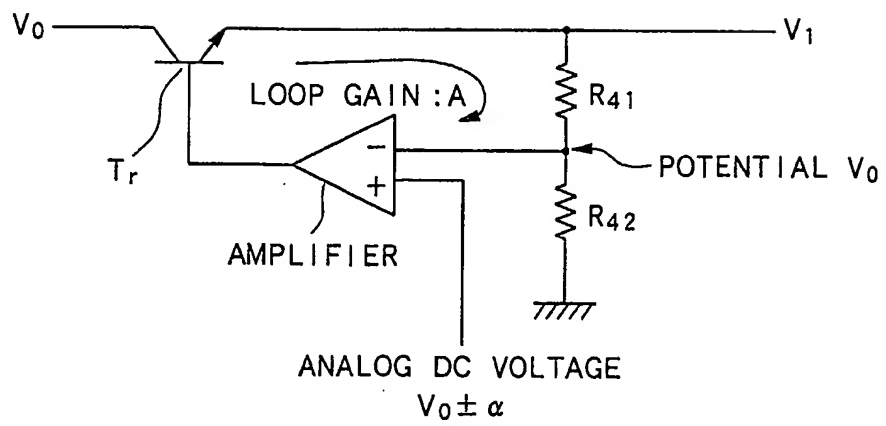 V0
V1
LOOP GAIN : A
R41
Tr
−
+
POTENTIAL V0
R42
AMPLIFIER
ANALOG DC VOLTAGE
V0 ± α